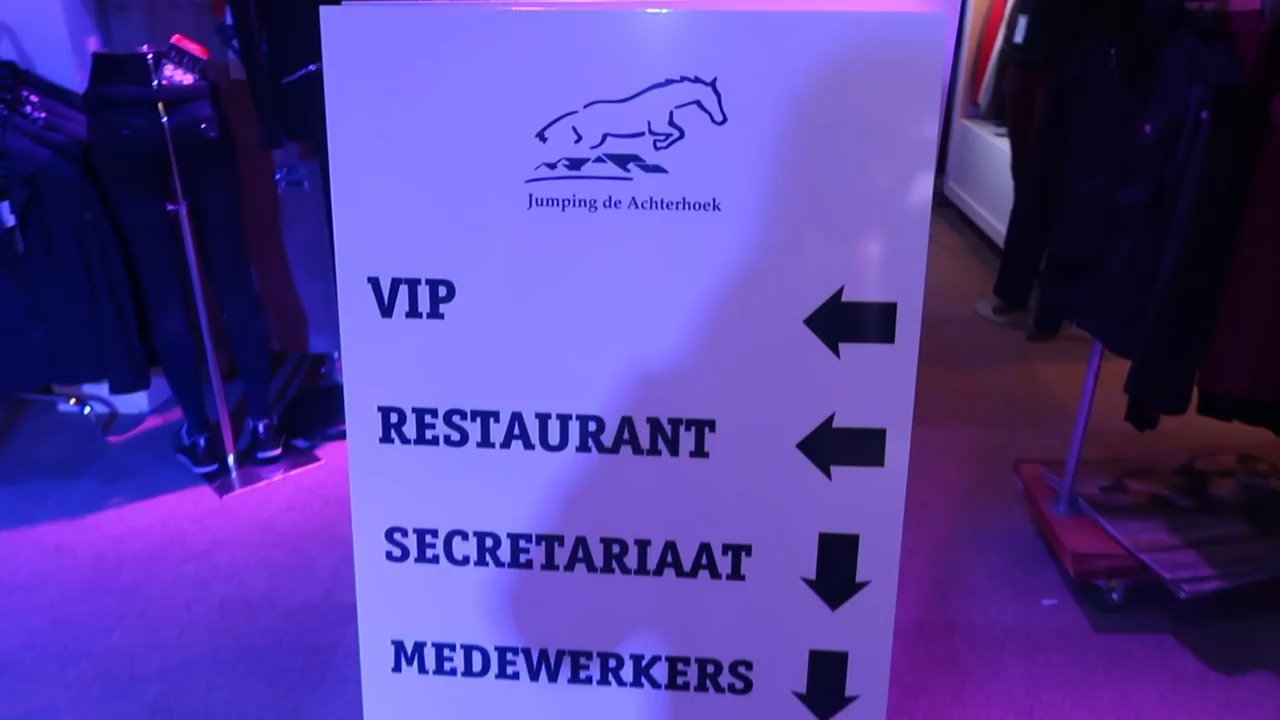 Jumping de Achterhoek
VIP
RESTAURANT
SECRETARIAAT
MEDEWERKERS